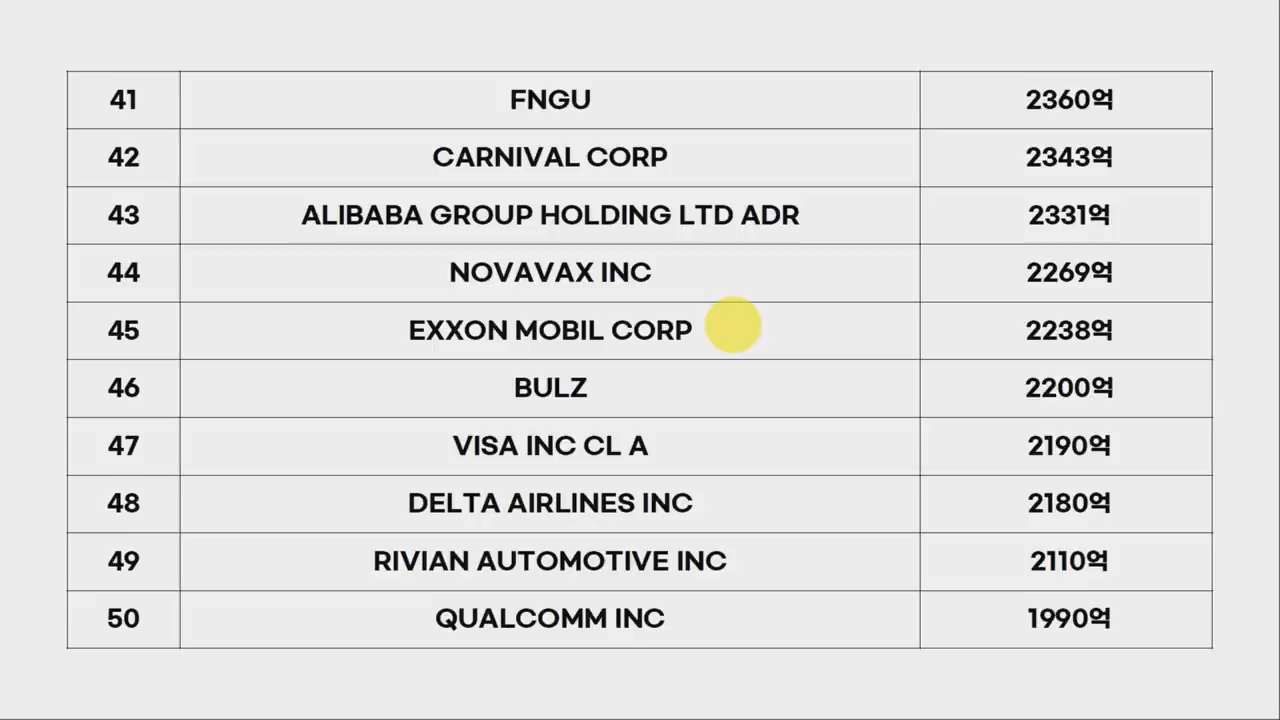 41 FNGU 2360억
42 CARNIVAL CORP 2343억
43 ALIBABA GROUP HOLDING LTD ADR 2331억
44 NOVAVAX INC 2269억
45 EXXON MOBIL CORP 2238억
46 BULZ 2200억
47 VISA INC CL A 2190억
48 DELTA AIRLINES INC 2180억
49 RIVIAN AUTOMOTIVE INC 2110억
50 QUALCOMM INC 1990억